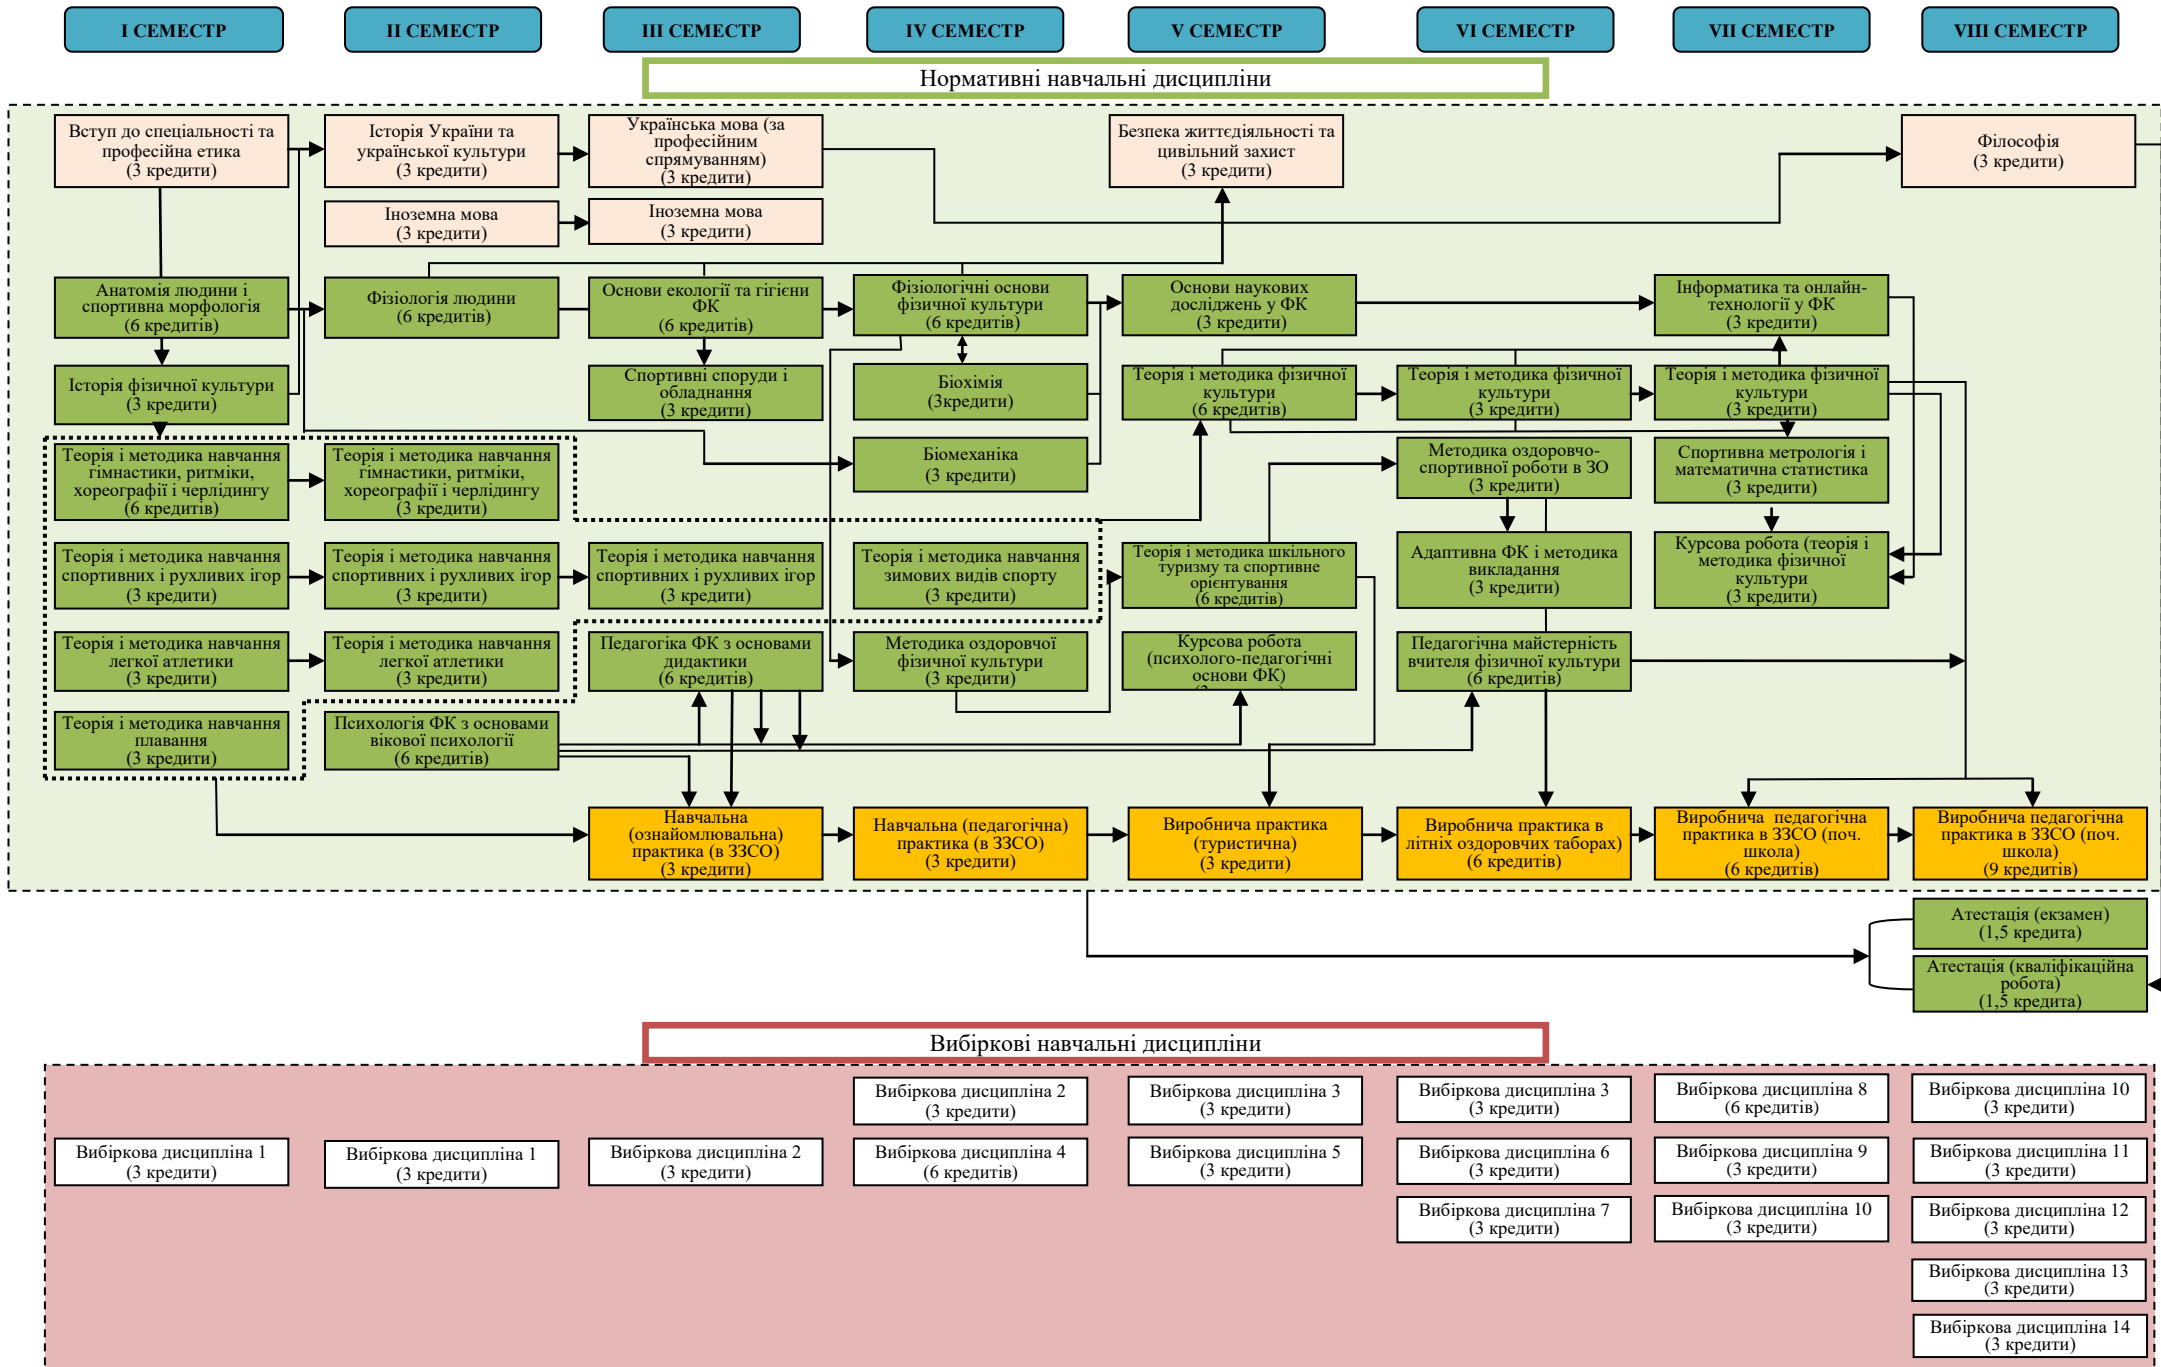 I СЕМЕСТР
II СЕМЕСТР
III СЕМЕСТР
IV СЕМЕСТР
V СЕМЕСТР
VI СЕМЕСТР
VII СЕМЕСТР
VIII СЕМЕСТР
Нормативні навчальні дисципліни
Вступ до спеціальності та
професійна етика
(3 кредити)
Історія України та
української культури
(3 кредити)
Українська мова (за
професійним
спрямуванням)
(3 кредити)
Безпека життєдіяльності та
цивільний захист
(3 кредити)
Філософія
(3 кредити)
Іноземна мова
(3 кредити)
Іноземна мова
(3 кредити)
Анатомія людини і
спортивна морфологія
(6 кредитів)
Фізіологія людини
(6 кредитів)
Основи екології та гігієни
ФК
(6 кредитів)
Фізіологічні основи
фізичної культури
(6 кредитів)
Основи наукових
досліджень у ФК
(3 кредити)
Інформатика та онлайн-
технології у ФК
(3 кредити)
Історія фізичної культури
(3 кредити)
Спортивні споруди і
обладнання
(3 кредити)
Біохімія
(3кредити)
Теорія і методика фізичної
культури
(6 кредитів)
Теорія і методика фізичної
культури
(3 кредити)
Теорія і методика фізичної
культури
(3 кредити)
Теорія і методика навчання
гімнастики, ритміки,
хореографії і черлідингу
(6 кредитів)
Теорія і методика навчання
гімнастики, ритміки,
хореографії і черлідингу
(3 кредити)
Біомеханіка
(3 кредити)
Методика оздоровчо-
спортивної роботи в ЗО
(3 кредити)
Спортивна метрологія і
математична статистика
(3 кредити)
Теорія і методика навчання
спортивних і рухливих ігор
(3 кредити)
Теорія і методика навчання
спортивних і рухливих ігор
(3 кредити)
Теорія і методика навчання
спортивних і рухливих ігор
(3 кредити)
Теорія і методика навчання
зимових видів спорту
(3 кредити)
Теорія і методика шкільного
туризму та спортивне
орієнтування
(6 кредитів)
Адаптивна ФК і методика
викладання
(3 кредити)
Курсова робота (теорія і
методика фізичної
культури
(3 кредити)
Теорія і методика навчання
легкої атлетики
(3 кредити)
Теорія і методика навчання
легкої атлетики
(3 кредити)
Педагогіка ФК з основами
дидактики
(6 кредитів)
Методика оздоровчої
фізичної культури
(3 кредити)
Курсова робота
(психолого-педагогічні
основи ФК)
Педагогічна майстерність
вчителя фізичної культури
(6 кредитів)
Теорія і методика навчання
плавання
(3 кредити)
Психологія ФК з основами
вікової психології
(6 кредитів)
Навчальна
(ознайомлювальна)
практика (в ЗЗСО)
(3 кредити)
Навчальна (педагогічна)
практика (в ЗЗСО)
(3 кредити)
Виробнича практика
(туристична)
(3 кредити)
Виробнича практика в
літніх оздоровчих таборах)
(6 кредитів)
Виробнича педагогічна
практика в ЗЗСО (поч.
школа)
(6 кредитів)
Виробнича педагогічна
практика в ЗЗСО (поч.
школа)
(9 кредитів)
Атестація (екзамен)
(1,5 кредита)
Атестація (кваліфікаційна
робота)
(1,5 кредита)
Вибіркові навчальні дисципліни
Вибіркова дисципліна 2
(3 кредити)
Вибіркова дисципліна 3
(3 кредити)
Вибіркова дисципліна 3
(3 кредити)
Вибіркова дисципліна 8
(6 кредитів)
Вибіркова дисципліна 10
(3 кредити)
Вибіркова дисципліна 1
(3 кредити)
Вибіркова дисципліна 1
(3 кредити)
Вибіркова дисципліна 2
(3 кредити)
Вибіркова дисципліна 4
(6 кредитів)
Вибіркова дисципліна 5
(3 кредити)
Вибіркова дисципліна 6
(3 кредити)
Вибіркова дисципліна 9
(3 кредити)
Вибіркова дисципліна 11
(3 кредити)
Вибіркова дисципліна 7
(3 кредити)
Вибіркова дисципліна 10
(3 кредити)
Вибіркова дисципліна 12
(3 кредити)
Вибіркова дисципліна 13
(3 кредити)
Вибіркова дисципліна 14
(3 кредити)